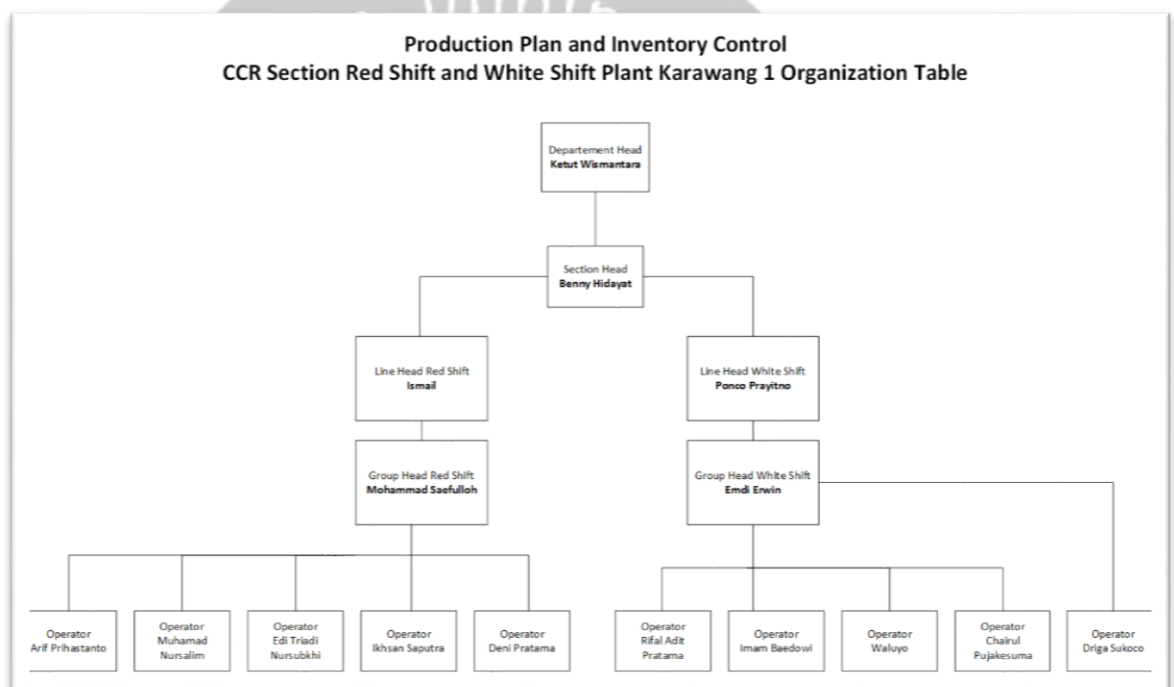 Production Plan and Inventory Control
CCR Section Red Shift and White Shift Plant Karawang 1 Organization Table
Departement Head
Ketut Wismantara
Section Head
Benny Hidayat
Line Head Red Shift
Ismail
Line Head White Shift
Ponco Prayitno
Group Head Red Shift
Mohammad Saefulloh
Group Head White Shift
Emdi Erwin
Operator
Arif Prihastanto
Operator
Muhamad
Nursalim
Operator
Edi Triadi
Nursubkhi
Operator
Ikhsan Saputra
Operator
Deni Pratama
Operator
Rifal Adit
Pratama
Operator
Imam Baedowi
Operator
Waluyo
Operator
Chairul
Pujakesuma
Operator
Driga Sukoco